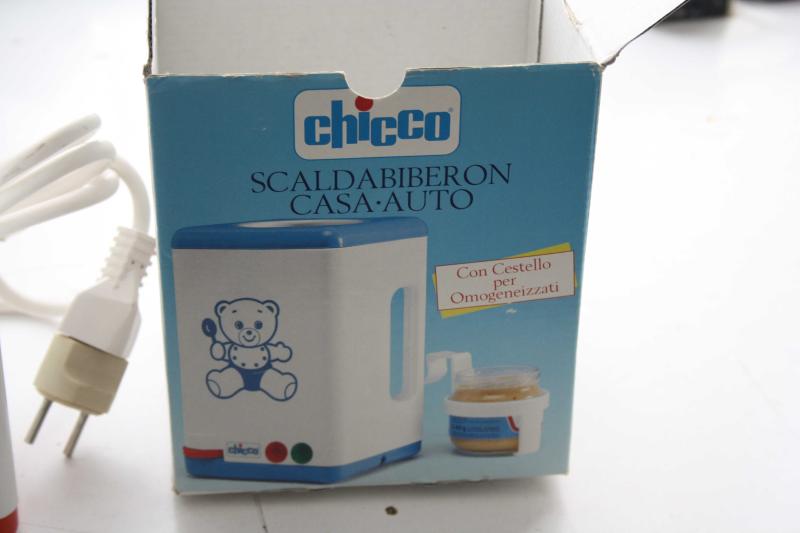 chicco
SCALDABIBERON
CASA·AUTO
Con Cestello
per
Omogeneizzati
chicco